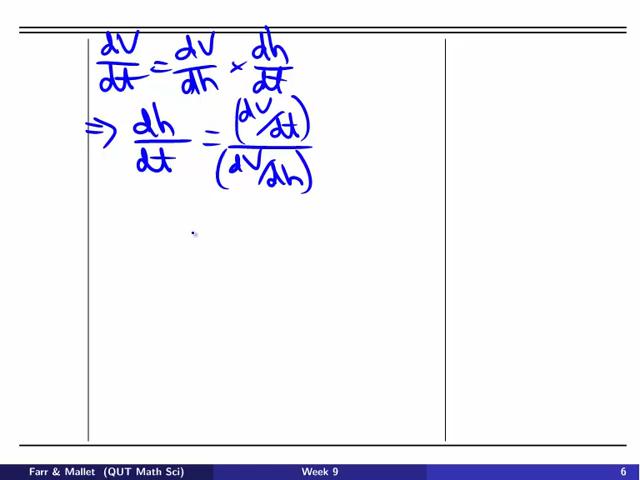 dV/dt = dV/dh × dh/dt
⇒ dh/dt = (dV/dt)/(dV/dh)
Farr & Mallet (QUT Math Sci) Week 9 6